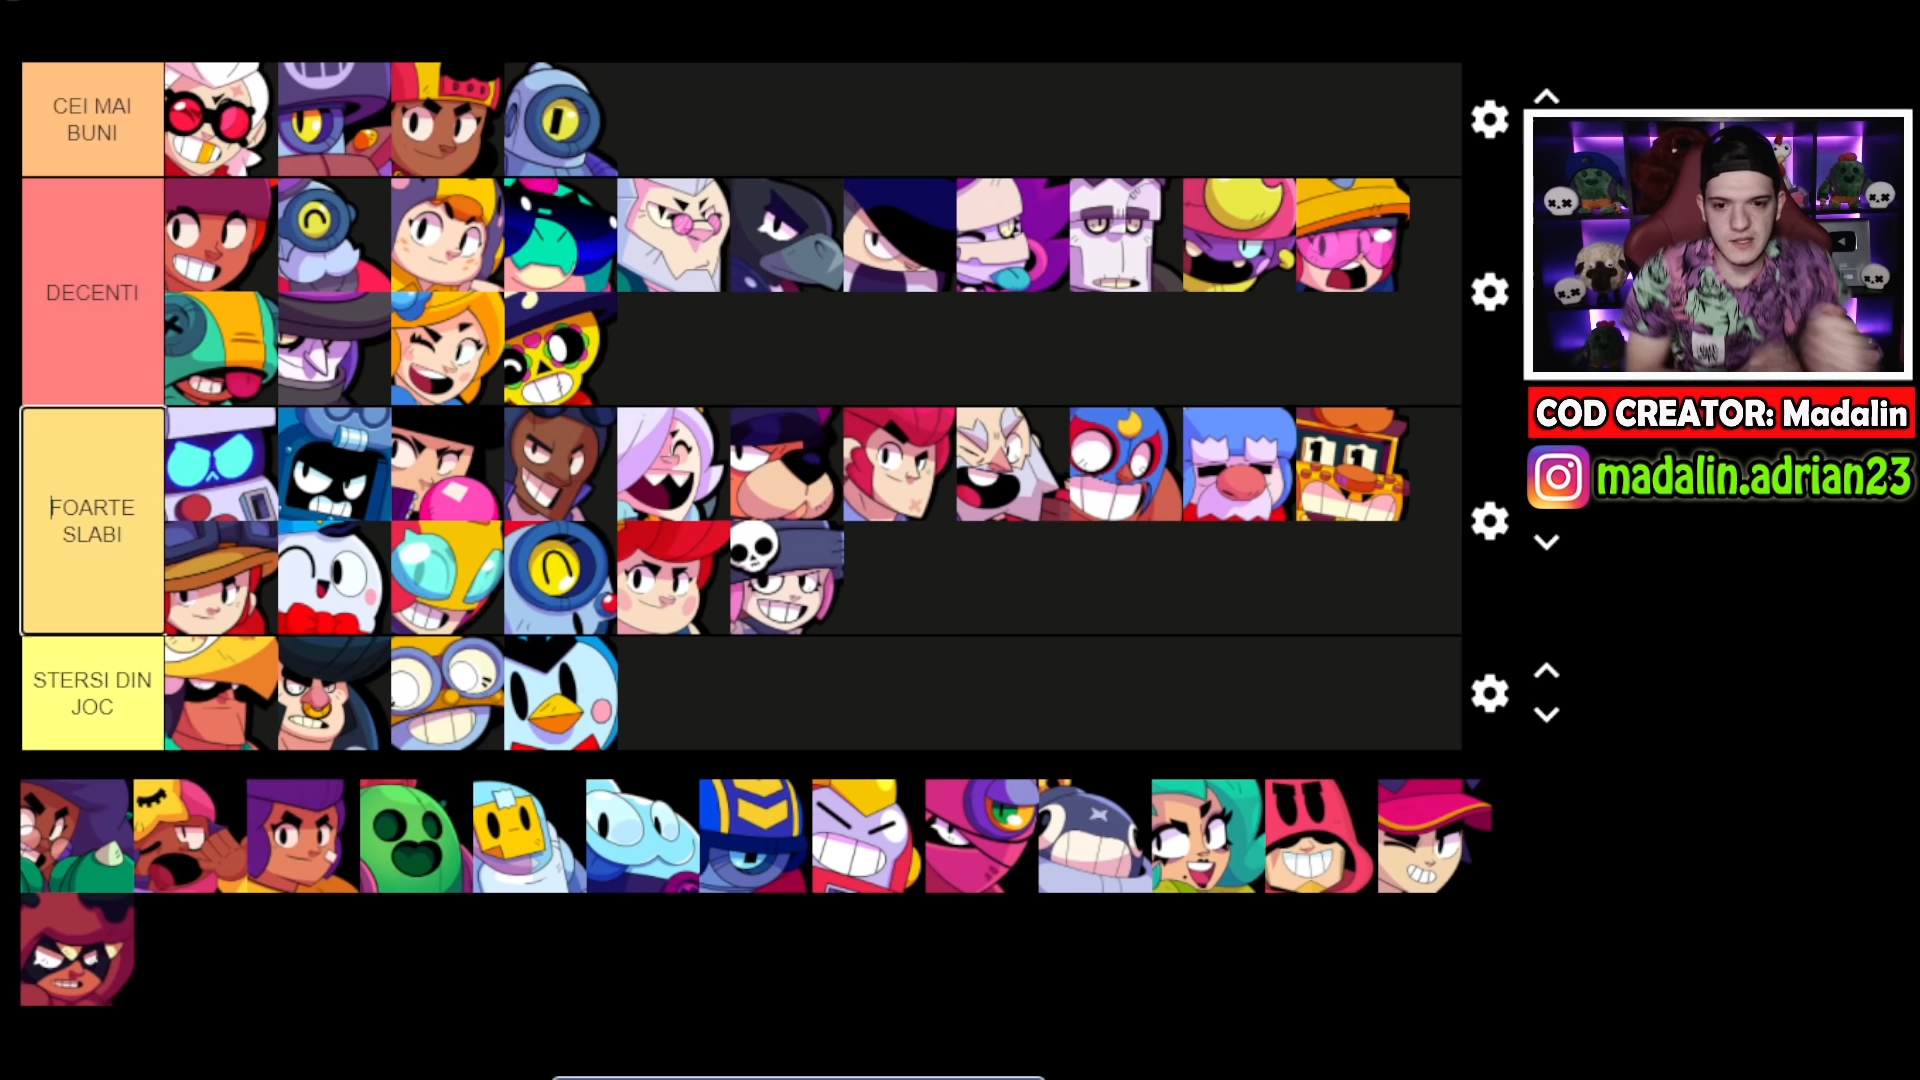 CEI MAI
BUNI
DECENTI
FOARTE
SLABI
STERSI DIN
JOC
COD CREATOR: Madalin
madalin.adrian23